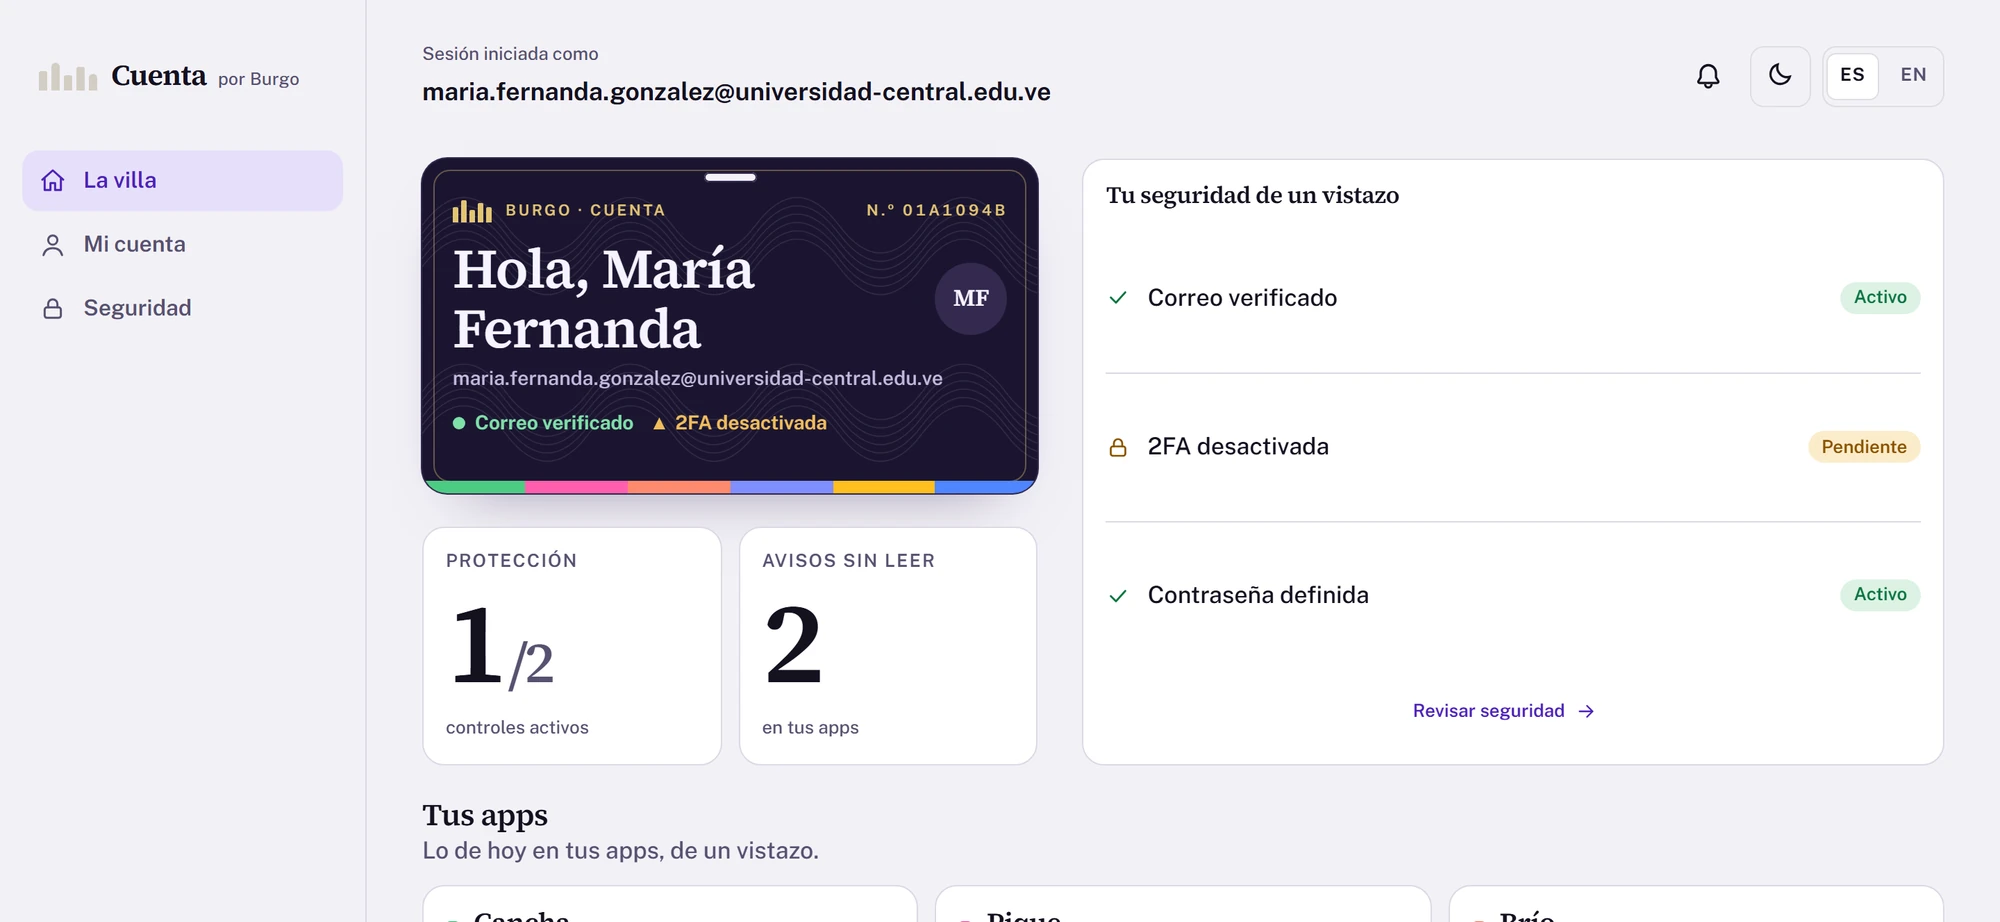 Cuenta por Burgo
La villa
Mi cuenta
Seguridad
Sesión iniciada como
maria.fernanda.gonzalez@universidad-central.edu.ve
ES EN
BURGO · CUENTA
N.º 01A1094B
Hola, María
Fernanda
MF
maria.fernanda.gonzalez@universidad-central.edu.ve
Correo verificado
2FA desactivada
PROTECCIÓN
1/2
controles activos
AVISOS SIN LEER
2
en tus apps
Tu seguridad de un vistazo
Correo verificado
Activo
2FA desactivada
Pendiente
Contraseña definida
Activo
Revisar seguridad →
Tus apps
Lo de hoy en tus apps, de un vistazo.
Cancha
Pique
Brío